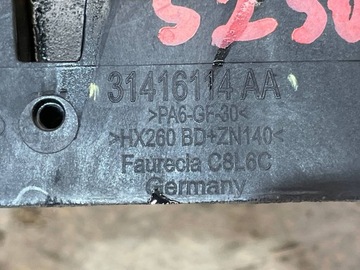 31416114 AA
>PA6-GF-30<
>HX260 BD+ZN140<
Faurecia C8L6C
Germany